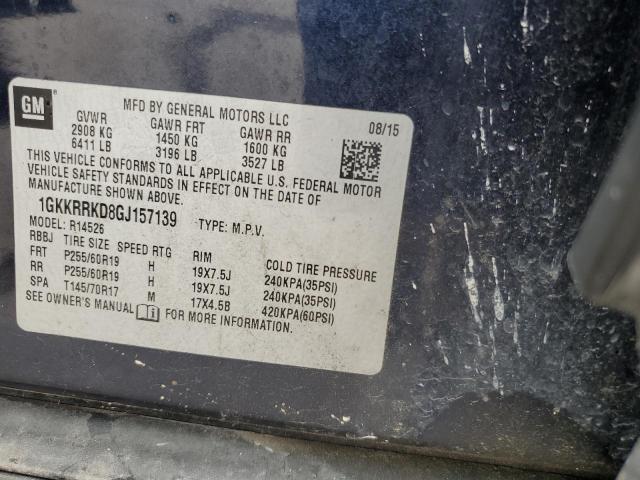 GM
MFD BY GENERAL MOTORS LLC
08/15
GVWR GAWR FRT GAWR RR
2908 KG 1450 KG 1600 KG
6411 LB 3196 LB 3527 LB
THIS VEHICLE CONFORMS TO ALL APPLICABLE U.S. FEDERAL MOTOR
VEHICLE SAFETY STANDARDS IN EFFECT ON THE DATE OF
MANUFACTURE SHOWN ABOVE.
1GKKRRKD8GJ157139 TYPE: M.P.V.
MODEL: R14526
RBBJ TIRE SIZE SPEED RTG RIM COLD TIRE PRESSURE
FRT P255/60R19 H 19X7.5J 240KPA(35PSI)
RR P255/60R19 H 19X7.5J 240KPA(35PSI)
SPA T145/70R17 M 17X4.5B 420KPA(60PSI)
SEE OWNER'S MANUAL FOR MORE INFORMATION.